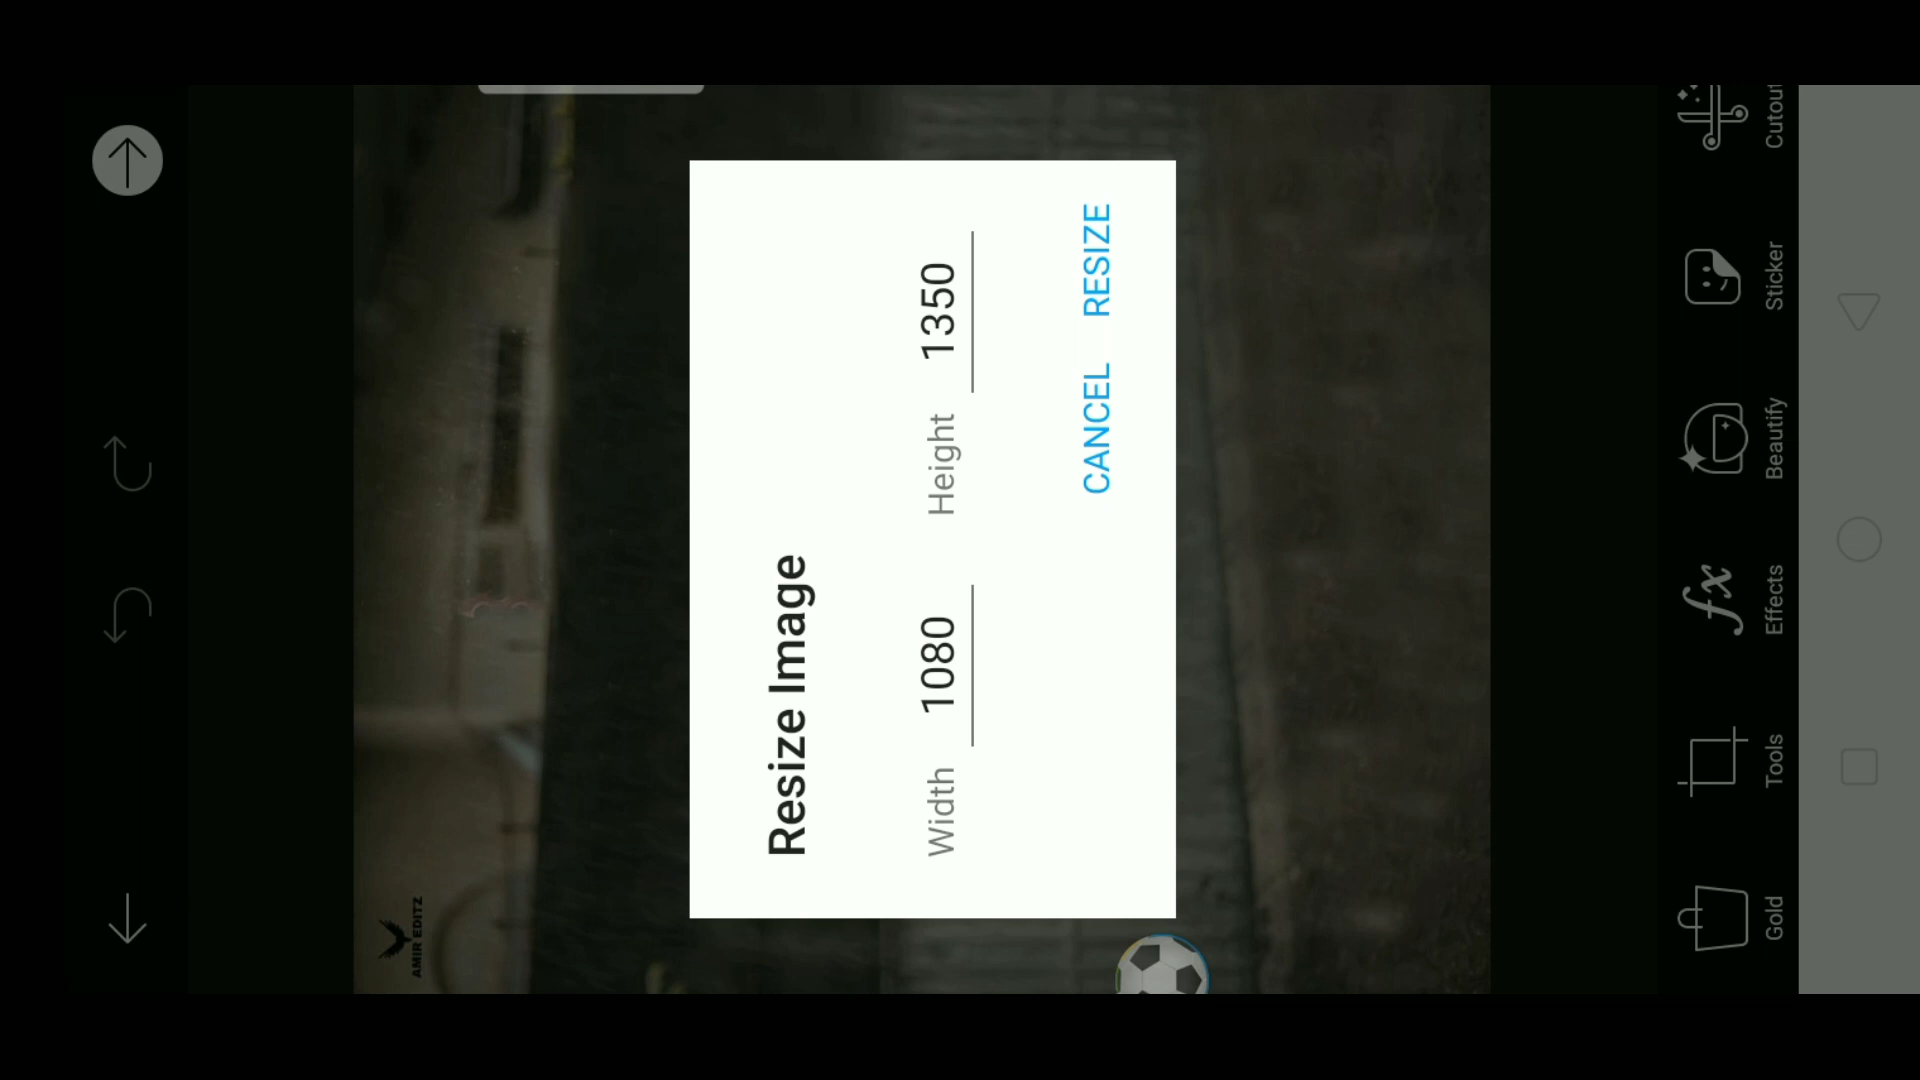 Resize Image
Width 1080 Height 1350
CANCEL RESIZE
Gold
Tools
Effects
Beautify
Sticker
Cutout
AMIR EDITZ